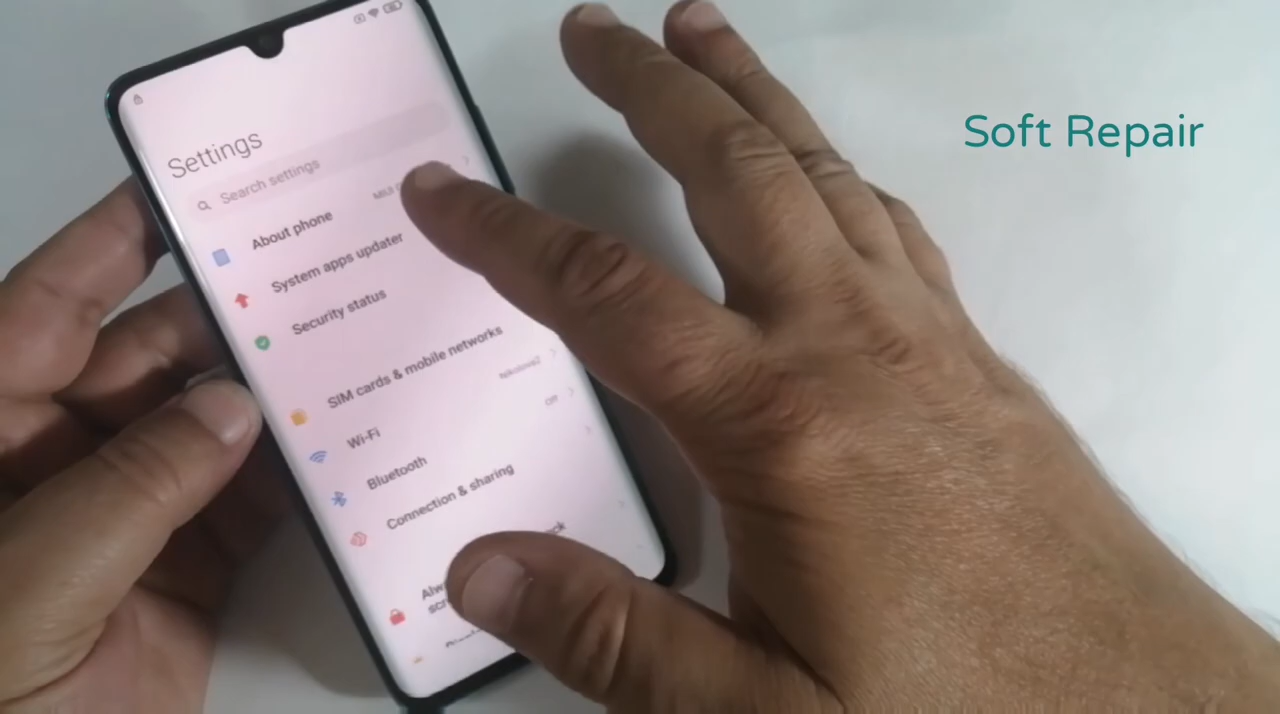 Soft Repair
Settings
Search settings
About phone
System apps updater
Security status
SIM cards & mobile networks
Wi-Fi
Bluetooth
Off
Connection & sharing